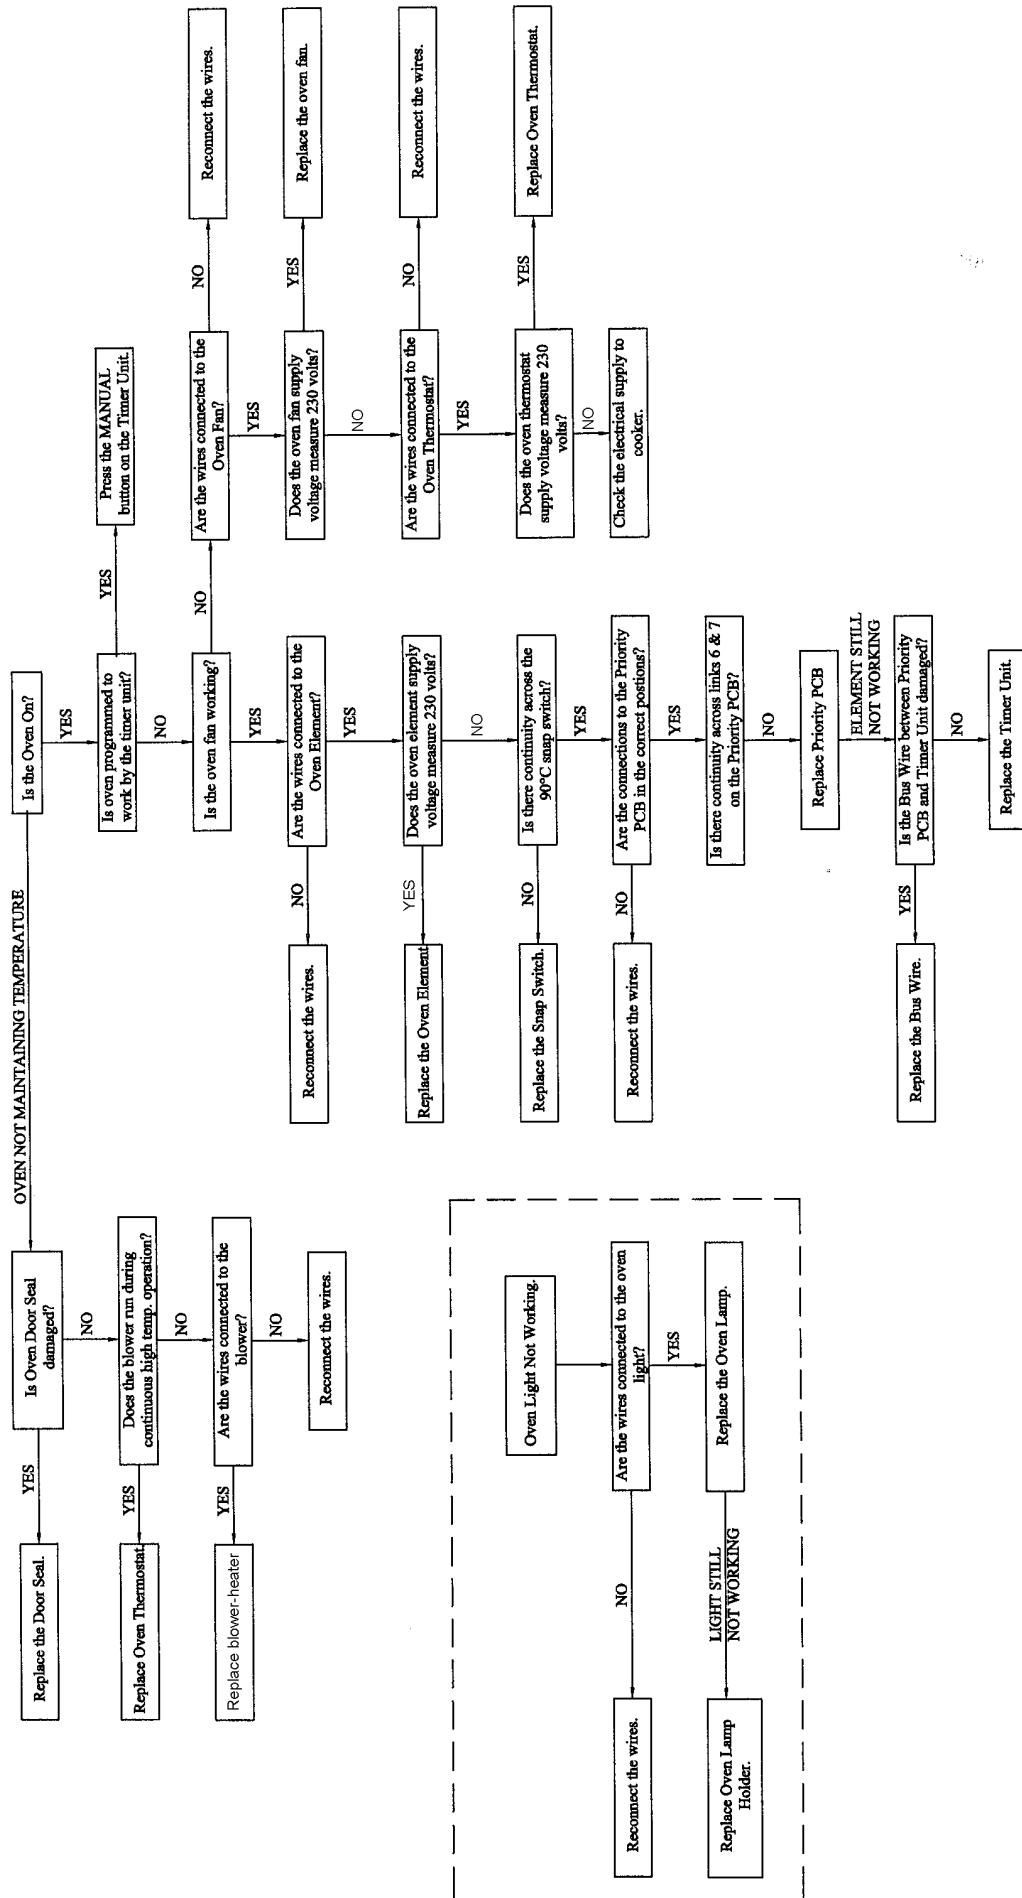 Is the Oven On?
OVEN NOT MAINTAINING TEMPERATURE
YES
Is Oven Door Seal
damaged?
YES
Replace the Door Seal.
NO
Does the blower run during
continuous high temp. operation?
YES
Replace Oven Thermostat.
NO
Are the wires connected to the
blower?
YES
Replace blower-heater
NO
Reconnect the wires.
Is oven programmed to
work by the timer unit?
YES
Press the MANUAL
button on the Timer Unit.
NO
Is the oven fan working?
NO
Are the wires connected to the
Oven Fan?
NO
Reconnect the wires.
YES
Does the oven fan supply
voltage measure 230 volts?
YES
Replace the oven fan.
NO
Are the wires connected to the
Oven Thermostat?
NO
Reconnect the wires.
YES
Does the oven thermostat
supply voltage measure 230
volts?
YES
Replace Oven Thermostat.
NO
Check the electrical supply to
cooker.
YES
Are the wires connected to the
Oven Element?
NO
Reconnect the wires.
YES
Does the oven element supply
voltage measure 230 volts?
YES
Replace the Oven Element
NO
Is there continuity across the
90°C snap switch?
NO
Replace the Snap Switch.
YES
Are the connections to the Priority
PCB in the correct postions?
NO
Reconnect the wires.
YES
Is there continuity across links 6 & 7
on the Priority PCB?
NO
Replace Priority PCB
ELEMENT STILL
NOT WORKING
Is the Bus Wire between Priority
PCB and Timer Unit damaged?
YES
Replace the Bus Wire.
NO
Replace the Timer Unit.
Oven Light Not Working.
Are the wires connected to the oven
light?
NO
Reconnect the wires.
YES
Replace the Oven Lamp.
LIGHT STILL
NOT WORKING
Replace Oven Lamp
Holder.